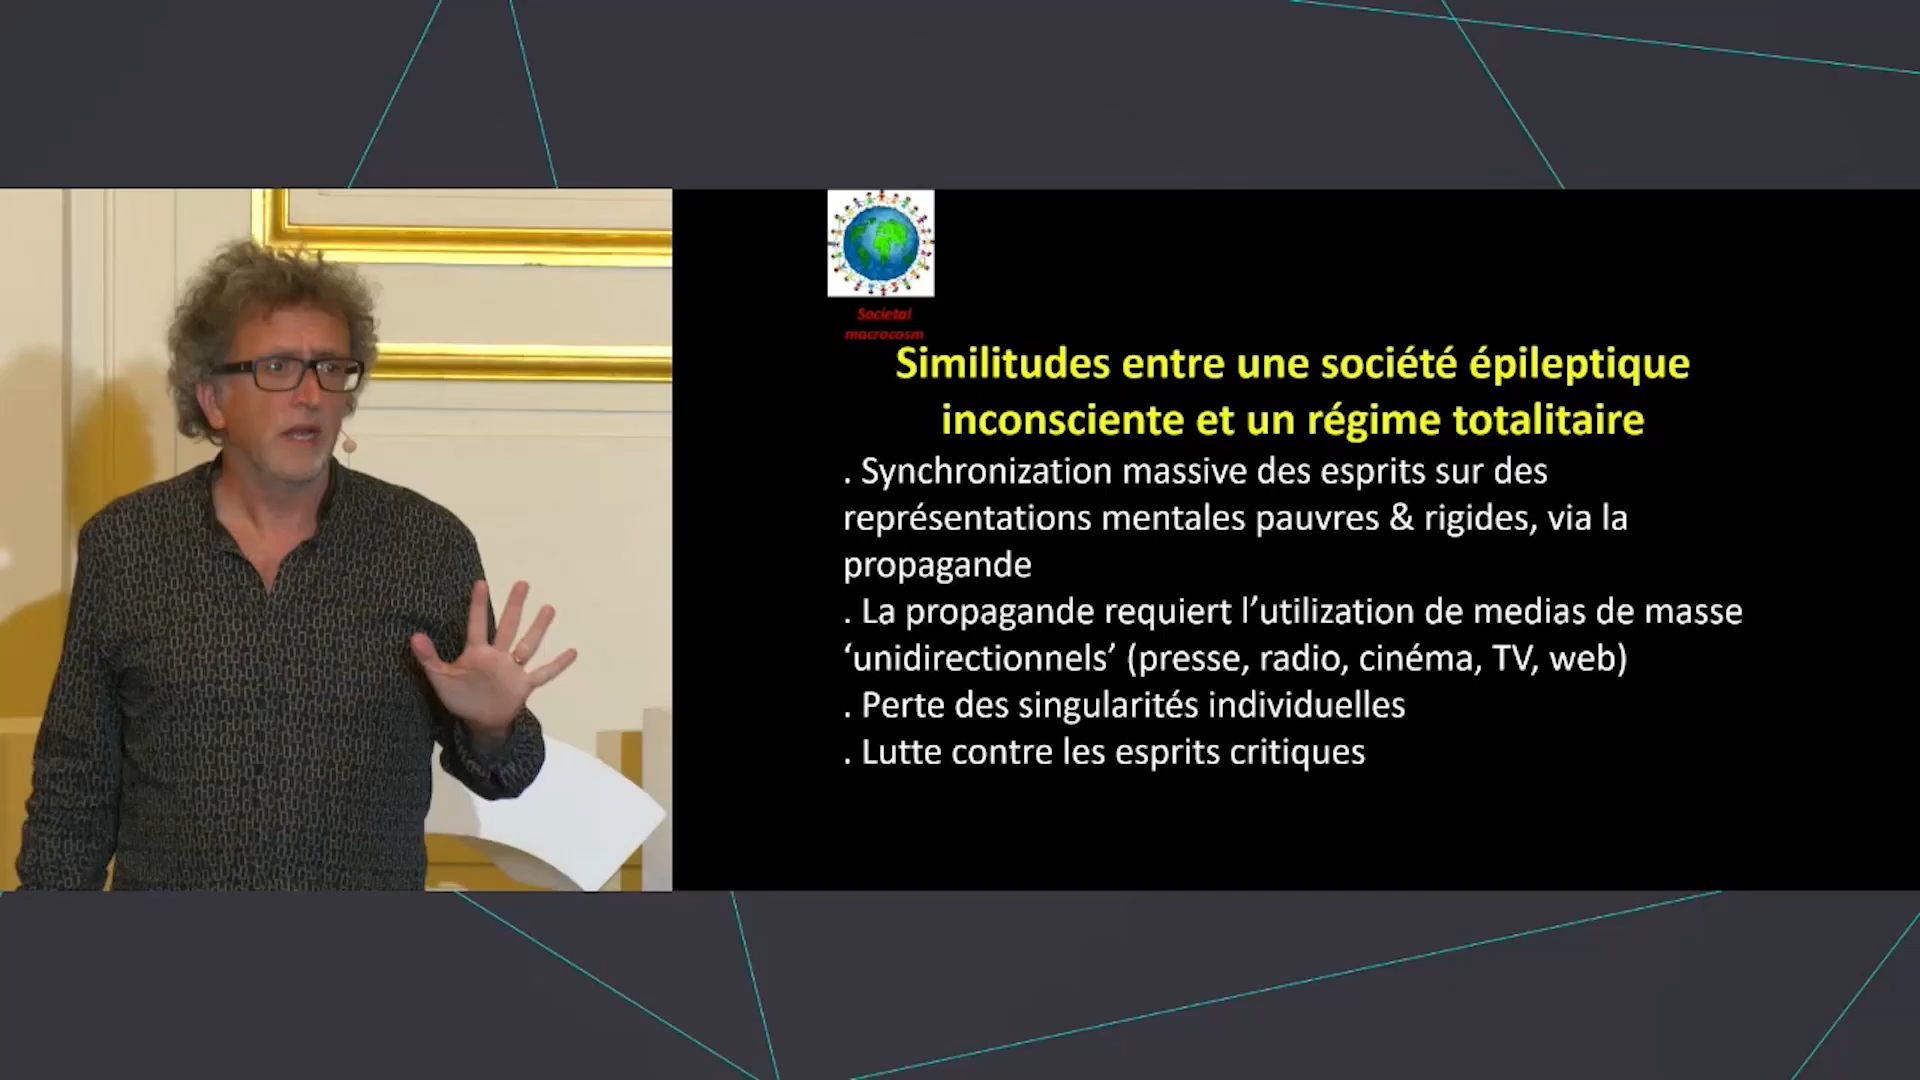 Societal
macrocosm
Similitudes entre une société épileptique
inconsciente et un régime totalitaire
. Synchronization massive des esprits sur des
représentations mentales pauvres & rigides, via la
propagande
. La propagande requiert l’utilization de medias de masse
‘unidirectionnels’ (presse, radio, cinéma, TV, web)
. Perte des singularités individuelles
. Lutte contre les esprits critiques